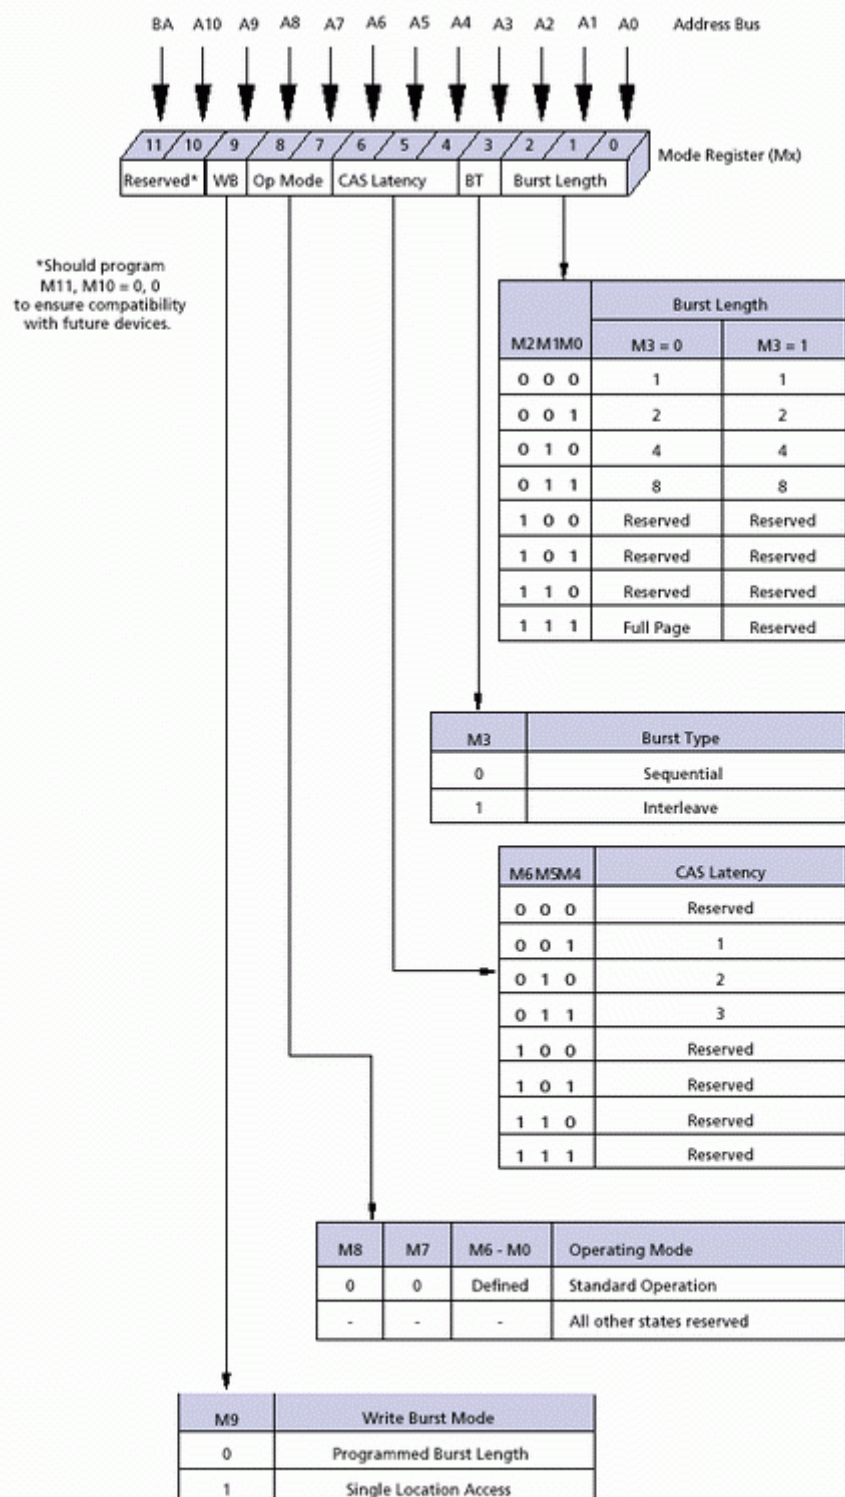 BA A10 A9 A8 A7 A6 A5 A4 A3 A2 A1 A0 Address Bus
11 10 9 8 7 6 5 4 3 2 1 0
Mode Register (Mx)
Reserved* WB Op Mode CAS Latency BT Burst Length
*Should program
M11, M10 = 0, 0
to ensure compatibility
with future devices.
Burst Length
M2M1M0 M3 = 0 M3 = 1
0 0 0 1 1
0 0 1 2 2
0 1 0 4 4
0 1 1 8 8
1 0 0 Reserved Reserved
1 0 1 Reserved Reserved
1 1 0 Reserved Reserved
1 1 1 Full Page Reserved
M3 Burst Type
0 Sequential
1 Interleave
M6M5M4 CAS Latency
0 0 0 Reserved
0 0 1 1
0 1 0 2
0 1 1 3
1 0 0 Reserved
1 0 1 Reserved
1 1 0 Reserved
1 1 1 Reserved
M8 M7 M6 - M0 Operating Mode
0 0 Defined Standard Operation
- - - All other states reserved
M9 Write Burst Mode
0 Programmed Burst Length
1 Single Location Access